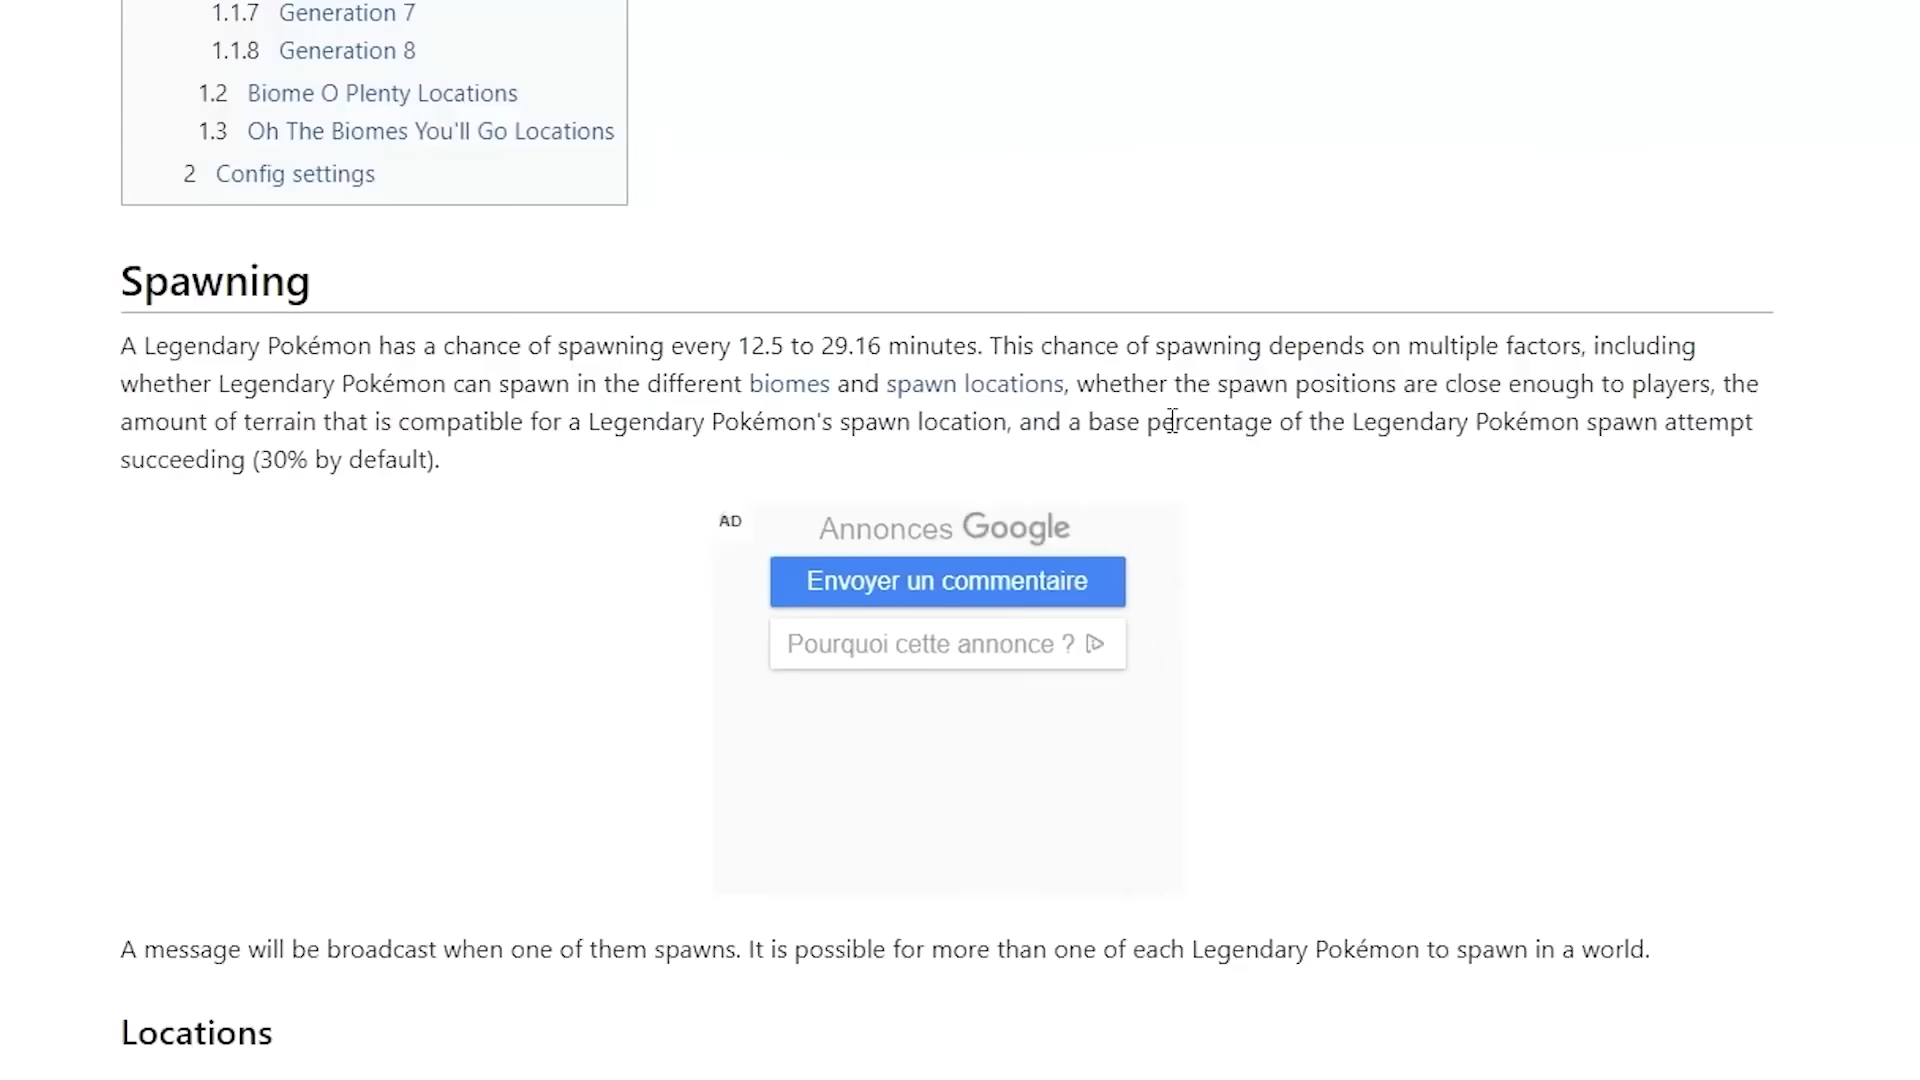 1.1.7 Generation 7
1.1.8 Generation 8
1.2 Biome O Plenty Locations
1.3 Oh The Biomes You'll Go Locations
2 Config settings
Spawning
A Legendary Pokémon has a chance of spawning every 12.5 to 29.16 minutes. This chance of spawning depends on multiple factors, including
whether Legendary Pokémon can spawn in the different biomes and spawn locations, whether the spawn positions are close enough to players, the
amount of terrain that is compatible for a Legendary Pokémon's spawn location, and a base percentage of the Legendary Pokémon spawn attempt
succeeding (30% by default).
AD
Annonces Google
Envoyer un commentaire
Pourquoi cette annonce ?
A message will be broadcast when one of them spawns. It is possible for more than one of each Legendary Pokémon to spawn in a world.
Locations